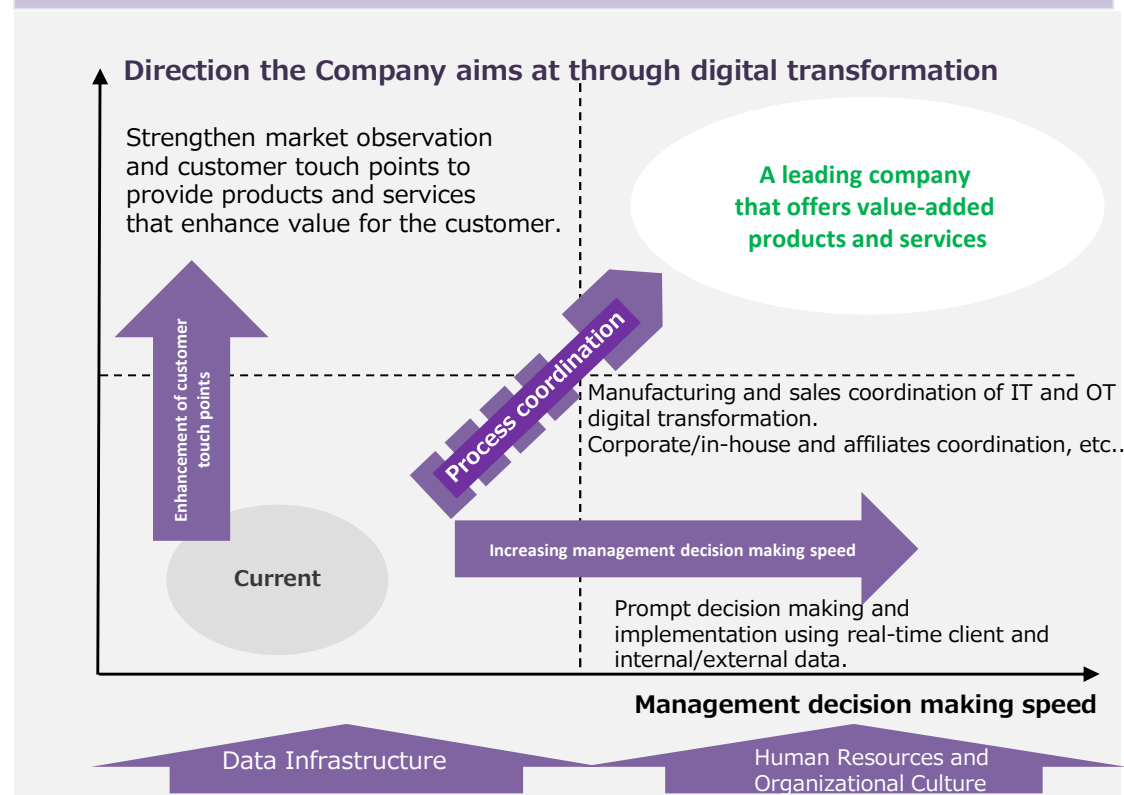 Direction the Company aims at through digital transformation
Strengthen market observation
and customer touch points to
provide products and services
that enhance value for the customer.
A leading company
that offers value-added
products and services
Enhancement of customer
touch points
Process coordination
Manufacturing and sales coordination of IT and OT
digital transformation.
Corporate/in-house and affiliates coordination, etc..
Increasing management decision making speed
Current
Prompt decision making and
implementation using real-time client and
internal/external data.
Management decision making speed
Data Infrastructure
Human Resources and
Organizational Culture